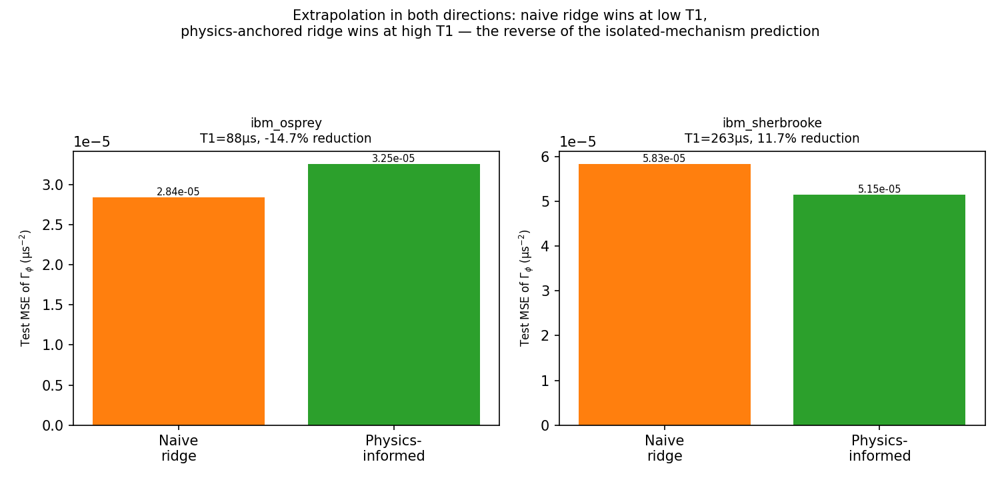 Extrapolation in both directions: naive ridge wins at low T1,
physics-anchored ridge wins at high T1 — the reverse of the isolated-mechanism prediction
ibm_osprey
T1=88μs, -14.7% reduction
1e−5
3.0
2.5
2.0
1.5
1.0
0.5
0.0
Test MSE of Γ_ϕ (μs⁻²)
2.84e-05
3.25e-05
Naive
ridge
Physics-
informed
ibm_sherbrooke
T1=263μs, 11.7% reduction
1e−5
6
5
4
3
2
1
0
Test MSE of Γ_ϕ (μs⁻²)
5.83e-05
5.15e-05
Naive
ridge
Physics-
informed